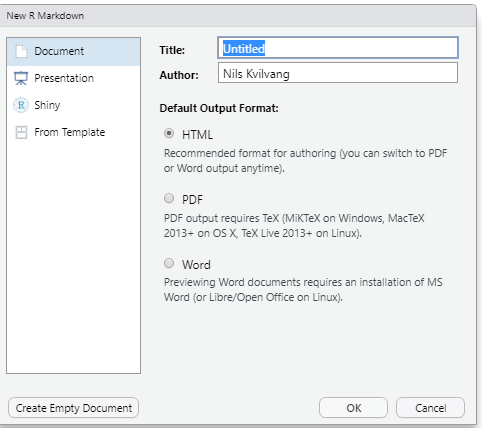 New R Markdown
Document
Presentation
R Shiny
From Template
Title: Untitled
Author: Nils Kvilvang
Default Output Format:
HTML
Recommended format for authoring (you can switch to PDF
or Word output anytime).
PDF
PDF output requires TeX (MiKTeX on Windows, MacTeX
2013+ on OS X, TeX Live 2013+ on Linux).
Word
Previewing Word documents requires an installation of MS
Word (or Libre/Open Office on Linux).
Create Empty Document
OK
Cancel